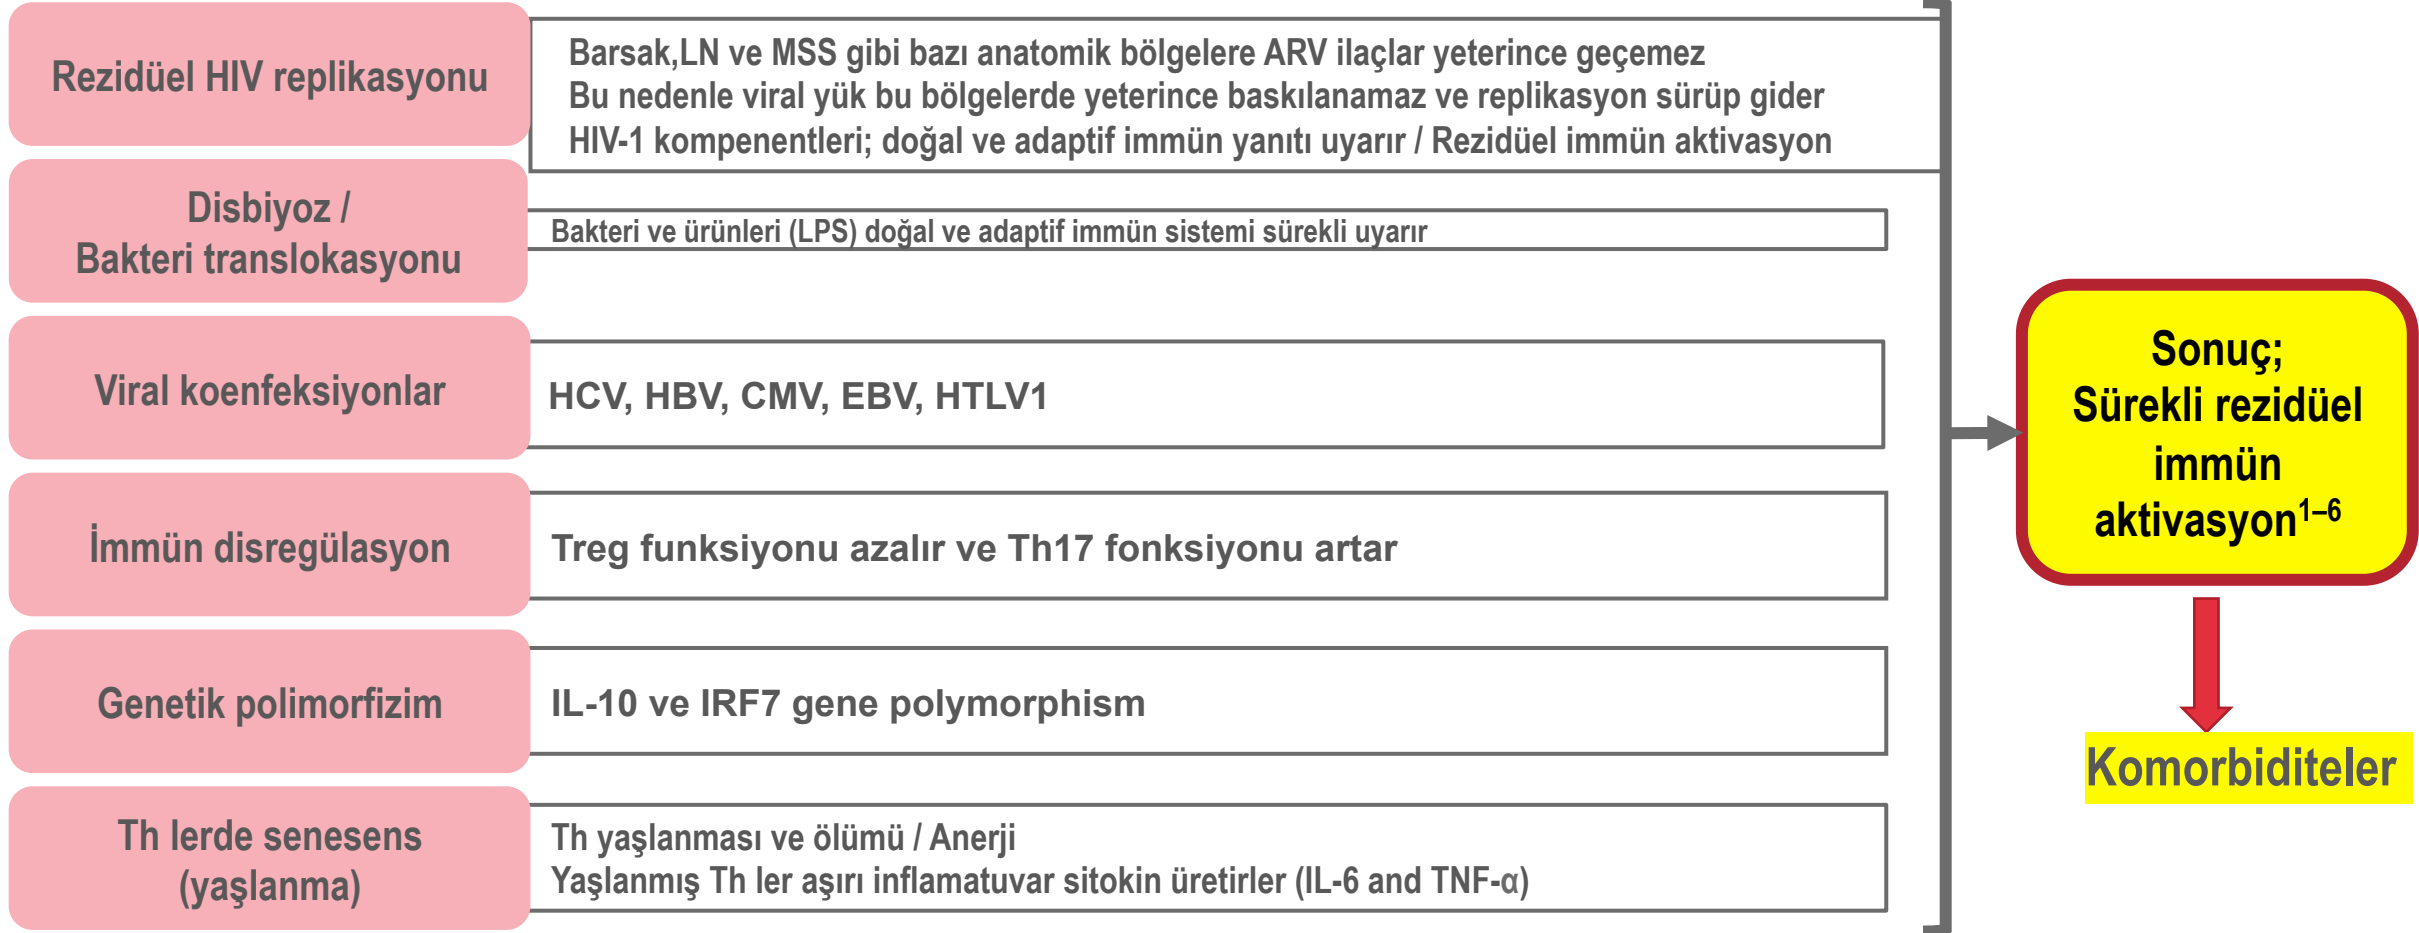 Rezidüel HIV replikasyonu
Barsak,LN ve MSS gibi bazı anatomik bölgelere ARV ilaçlar yeterince geçemez
Bu nedenle viral yük bu bölgelerde yeterince baskılanamaz ve replikasyon sürüp gider
HIV-1 kompenentleri; doğal ve adaptif immün yanıtı uyarır / Rezidüel immün aktivasyon
Disbiyoz /
Bakteri translokasyonu
Bakteri ve ürünleri (LPS) doğal ve adaptif immün sistemi sürekli uyarır
Viral koenfeksiyonlar
HCV, HBV, CMV, EBV, HTLV1
İmmün disregülasyon
Treg funksiyonu azalır ve Th17 fonksiyonu artar
Genetik polimorfizim
IL-10 ve IRF7 gene polymorphism
Th lerde senesens
(yaşlanma)
Th yaşlanması ve ölümü / Anerji
Yaşlanmış Th ler aşırı inflamatuvar sitokin üretirler (IL-6 and TNF-α)
Sonuç;
Sürekli rezidüel
immün
aktivasyon¹⁻⁶
Komorbiditeler